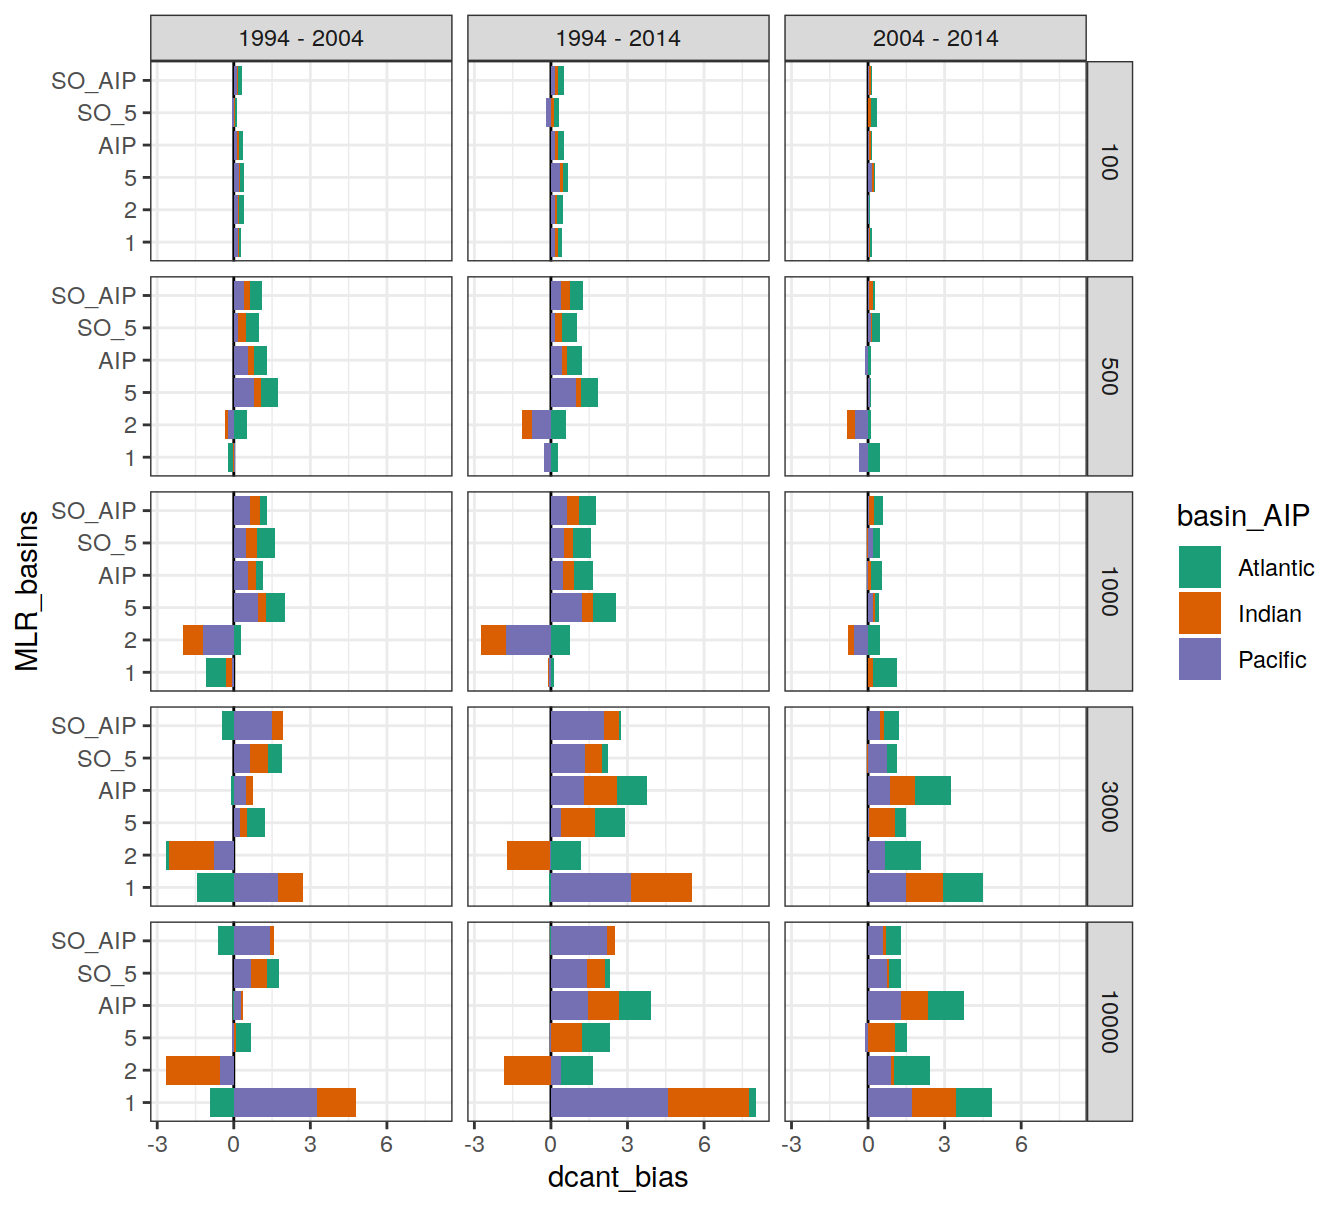 1994 - 2004
1994 - 2014
2004 - 2014
SO_AIP
SO_5
AIP
5
2
1
100
SO_AIP
SO_5
AIP
5
2
1
500
SO_AIP
SO_5
AIP
5
2
1
1000
SO_AIP
SO_5
AIP
5
2
1
3000
SO_AIP
SO_5
AIP
5
2
1
10000
-3 0 3 6
-3 0 3 6
-3 0 3 6
dcant_bias
MLR_basins
basin_AIP
Atlantic
Indian
Pacific